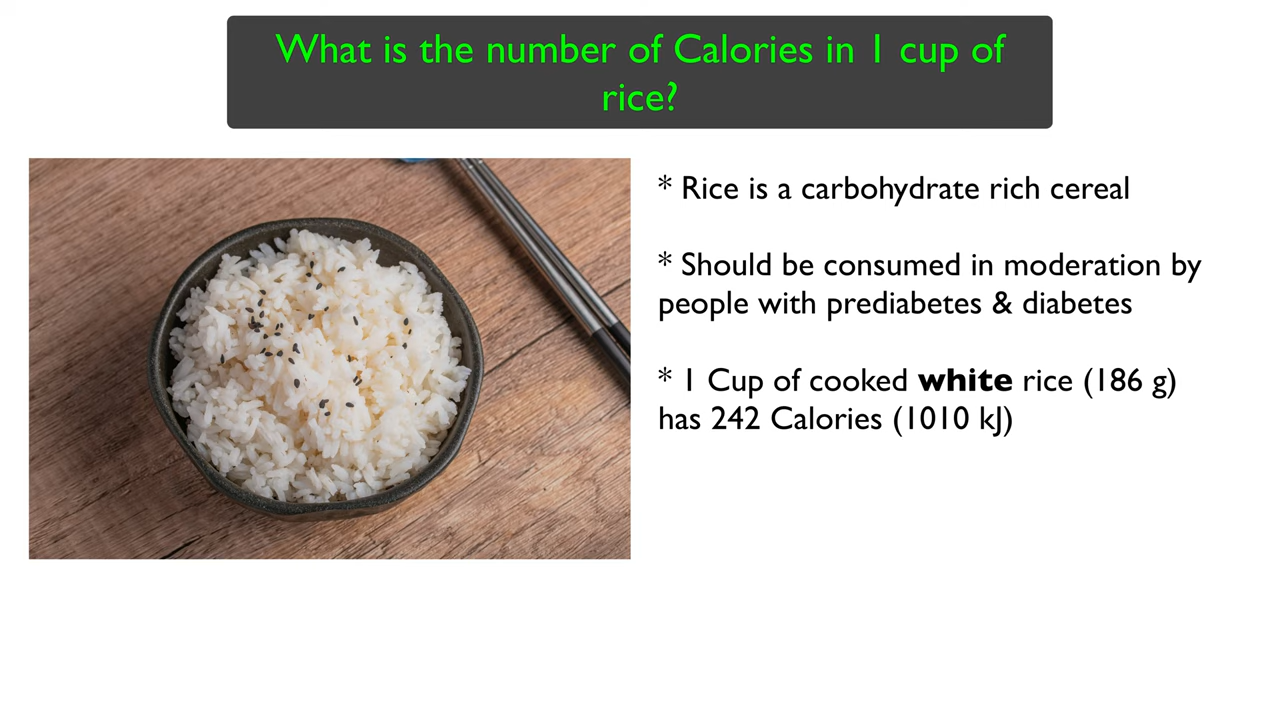 What is the number of Calories in 1 cup of
rice?
* Rice is a carbohydrate rich cereal
* Should be consumed in moderation by
people with prediabetes & diabetes
* 1 Cup of cooked white rice (186 g)
has 242 Calories (1010 kJ)